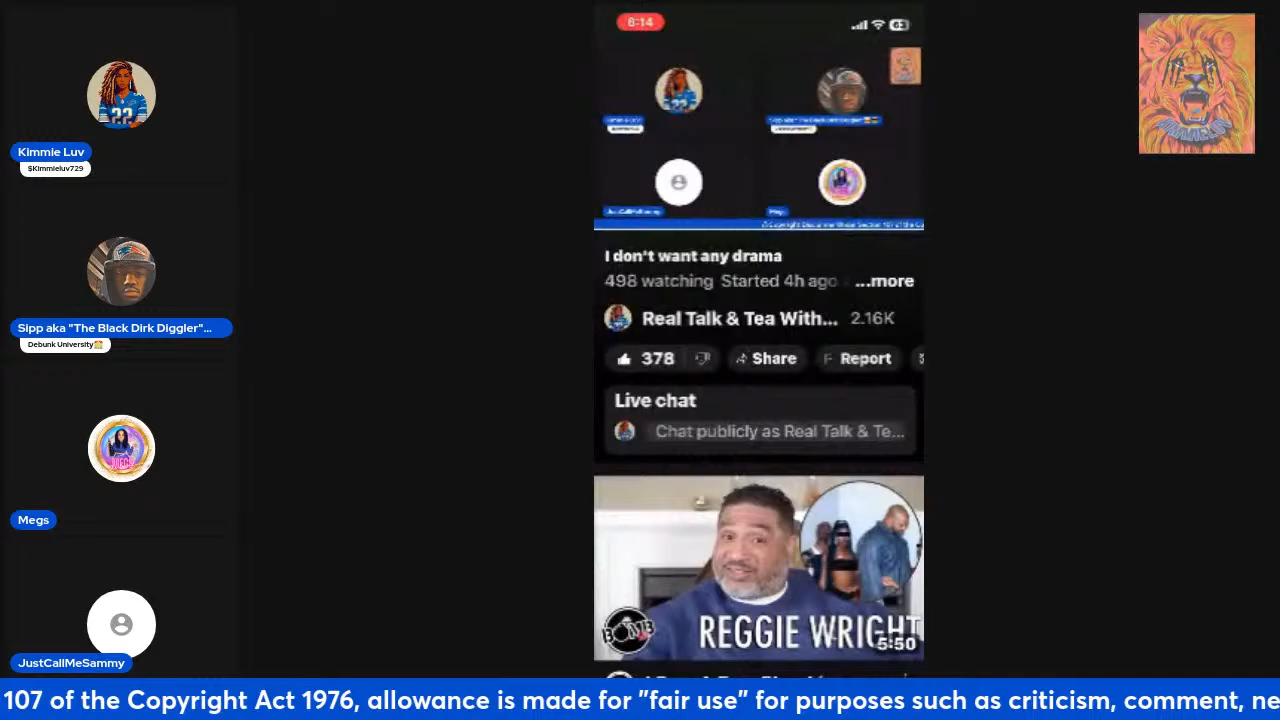 Kimmie Luv
$Kimmieluv729
Sipp aka "The Black Dirk Diggler"...
Debunk University
Megs
JustCallMeSammy
6:14
I don't want any drama
498 watching Started 4h ago ...more
Real Talk & Tea With... 2.16K
378 Share Report
Live chat
Chat publicly as Real Talk & Te...
BOMB
REGGIE WRIGHT
5:50
107 of the Copyright Act 1976, allowance is made for "fair use" for purposes such as criticism, comment, ne